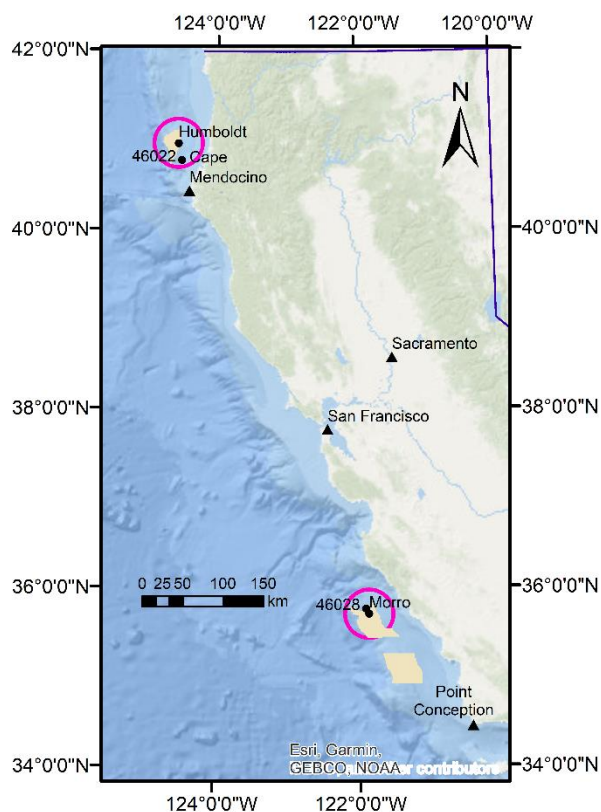 124°0'0"W
122°0'0"W
120°0'0"W
42°0'0"N
N
Humboldt
46022
Cape
Mendocino
40°0'0"N
40°0'0"N
Sacramento
San Francisco
38°0'0"N
38°0'0"N
36°0'0"N
36°0'0"N
0 25 50 100 150
km
46028
Morro
Point
Conception
34°0'0"N
34°0'0"N
Esri, Garmin,
GEBCO, NOAA
contributors
124°0'0"W
122°0'0"W